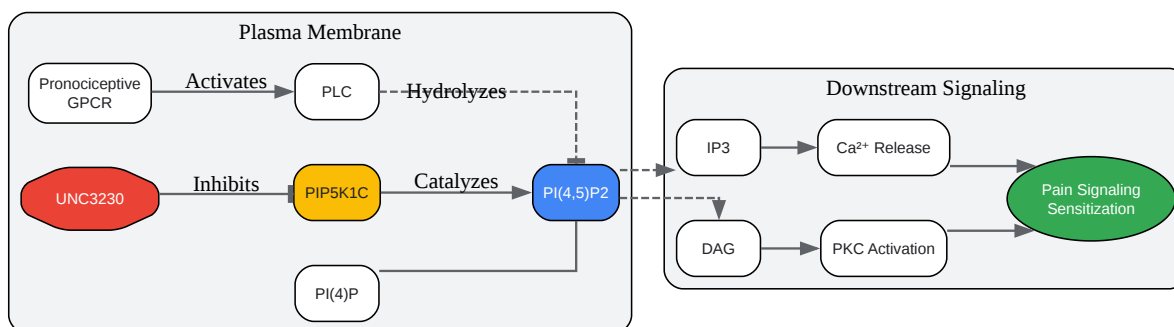 Plasma Membrane
Pronociceptive
GPCR
Activates
PLC
Hydrolyzes
UNC3230
Inhibits
PIP5K1C
Catalyzes
PI(4,5)P2
PI(4)P
Downstream Signaling
IP3
Ca²⁺ Release
DAG
PKC Activation
Pain Signaling
Sensitization